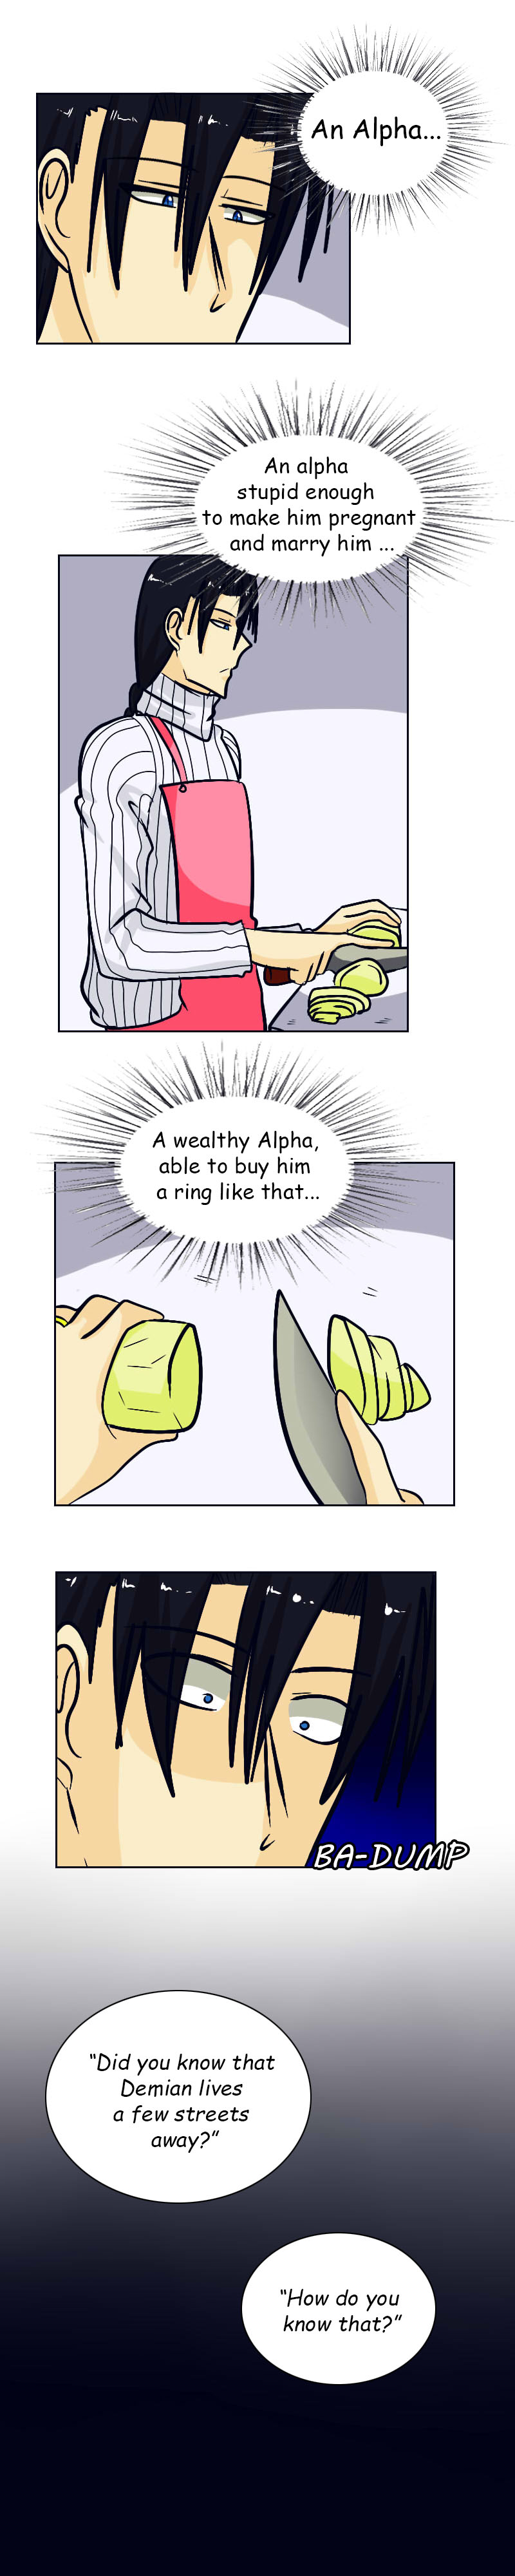 An Alpha...
An alpha
stupid enough
to make him pregnant
and marry him ...
A wealthy Alpha,
able to buy him
a ring like that...
BA-DUMP
"Did you know that
Demian lives
a few streets
away?"
"How do you
know that?"